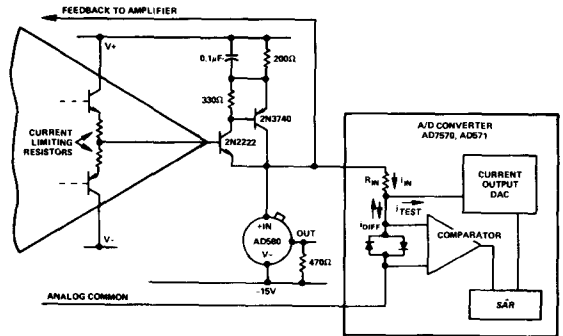 FEEDBACK TO AMPLIFIER
V+
0.1μF
200Ω
330Ω
2N3740
2N2222
CURRENT
LIMITING
RESISTORS
V-
A/D CONVERTER
AD7570, AD571
RIN
iIN
CURRENT
OUTPUT
DAC
iTEST
iDIFF
COMPARATOR
+IN
OUT
AD580
V-
470Ω
-15V
ANALOG COMMON
SAR